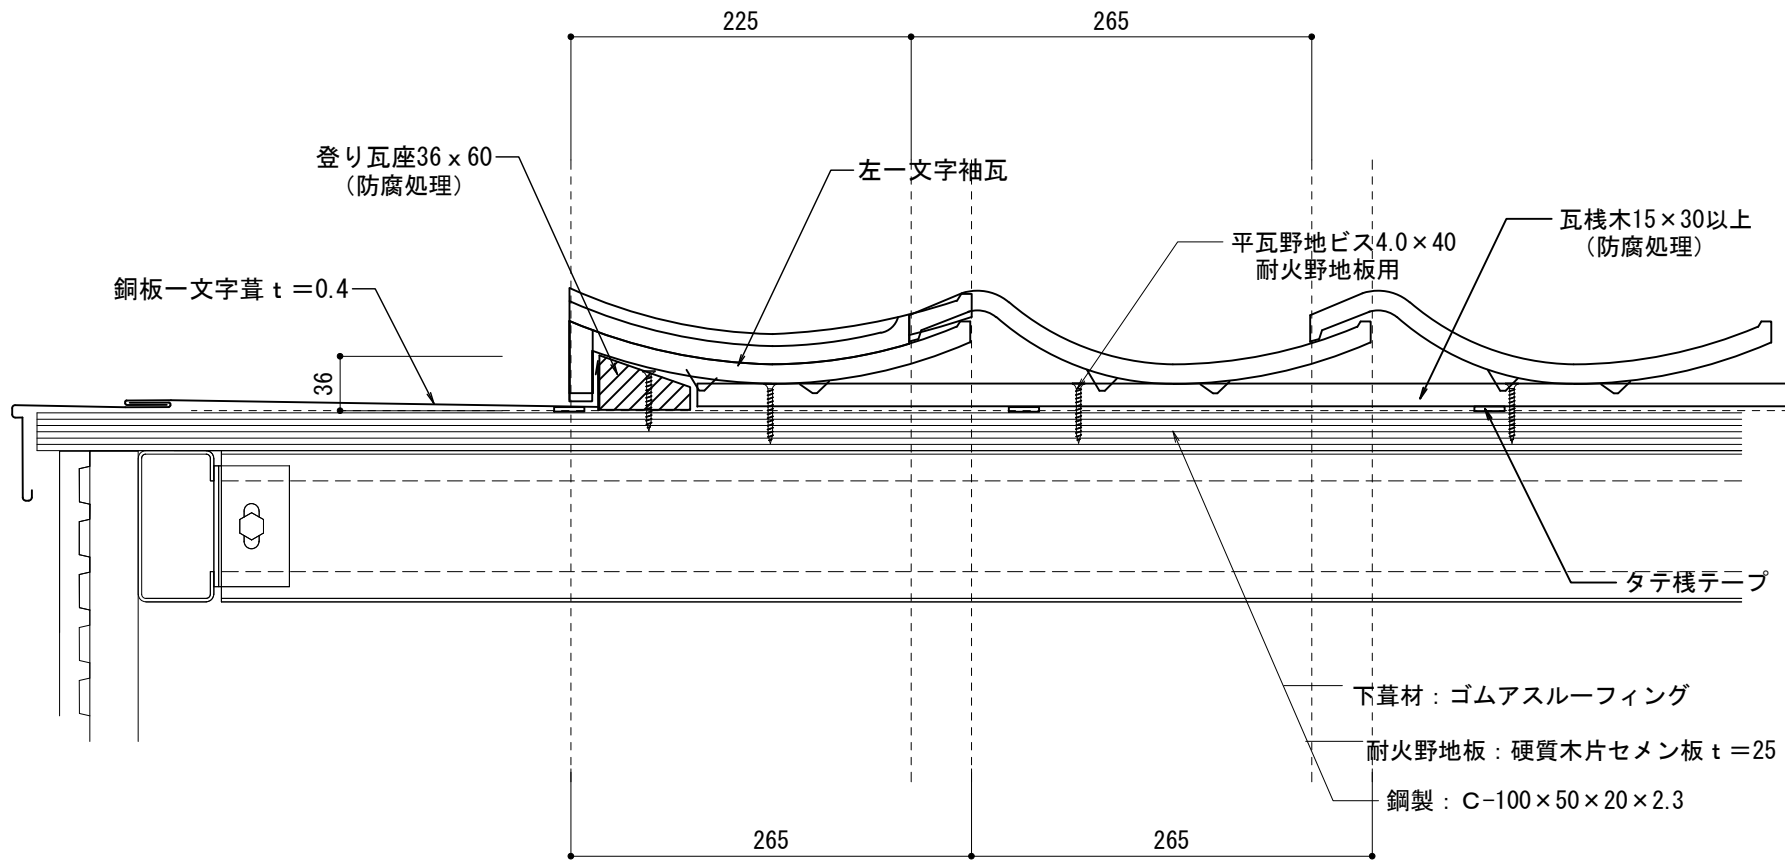 225
265
登り瓦座36 x 60
（防腐処理）
左一文字袖瓦
瓦桟木15×30以上
（防腐処理）
平瓦野地ビス4.0×40
耐火野地板用
銅板一文字葺 t ＝0.4
36
タテ桟テープ
下葺材：ゴムアスルーフィング
耐火野地板：硬質木片セメン板 t ＝25
鋼製：C-100×50×20×2.3
265
265